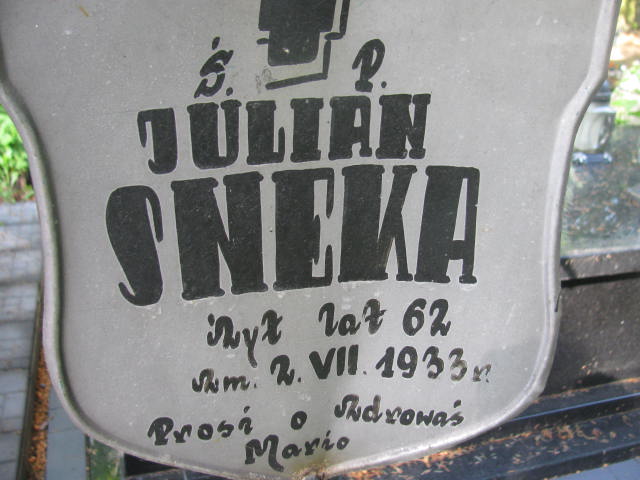 Ś. P.
JULIAN
SNEKA
Żył lat 62
zm. 2. VII. 1933 r.
Prosi o Zdrowaś
Mario